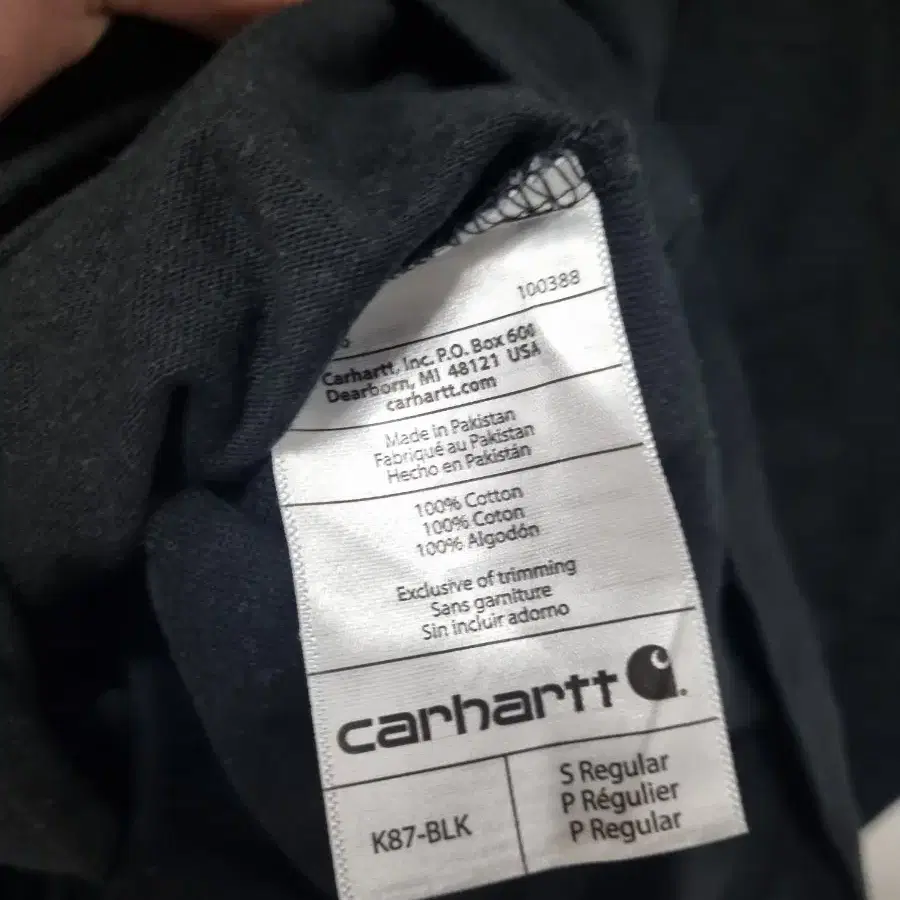 100388
Carhartt, Inc. P.O. Box 600
Dearborn, MI 48121 USA
carhartt.com
Made in Pakistan
Fabriqué au Pakistan
Hecho en Pakistán
100% Cotton
100% Coton
100% Algodón
Exclusive of trimming
Sans garniture
Sin incluir adorno
carhartt
K87-BLK
S Regular
P Régulier
P Regular